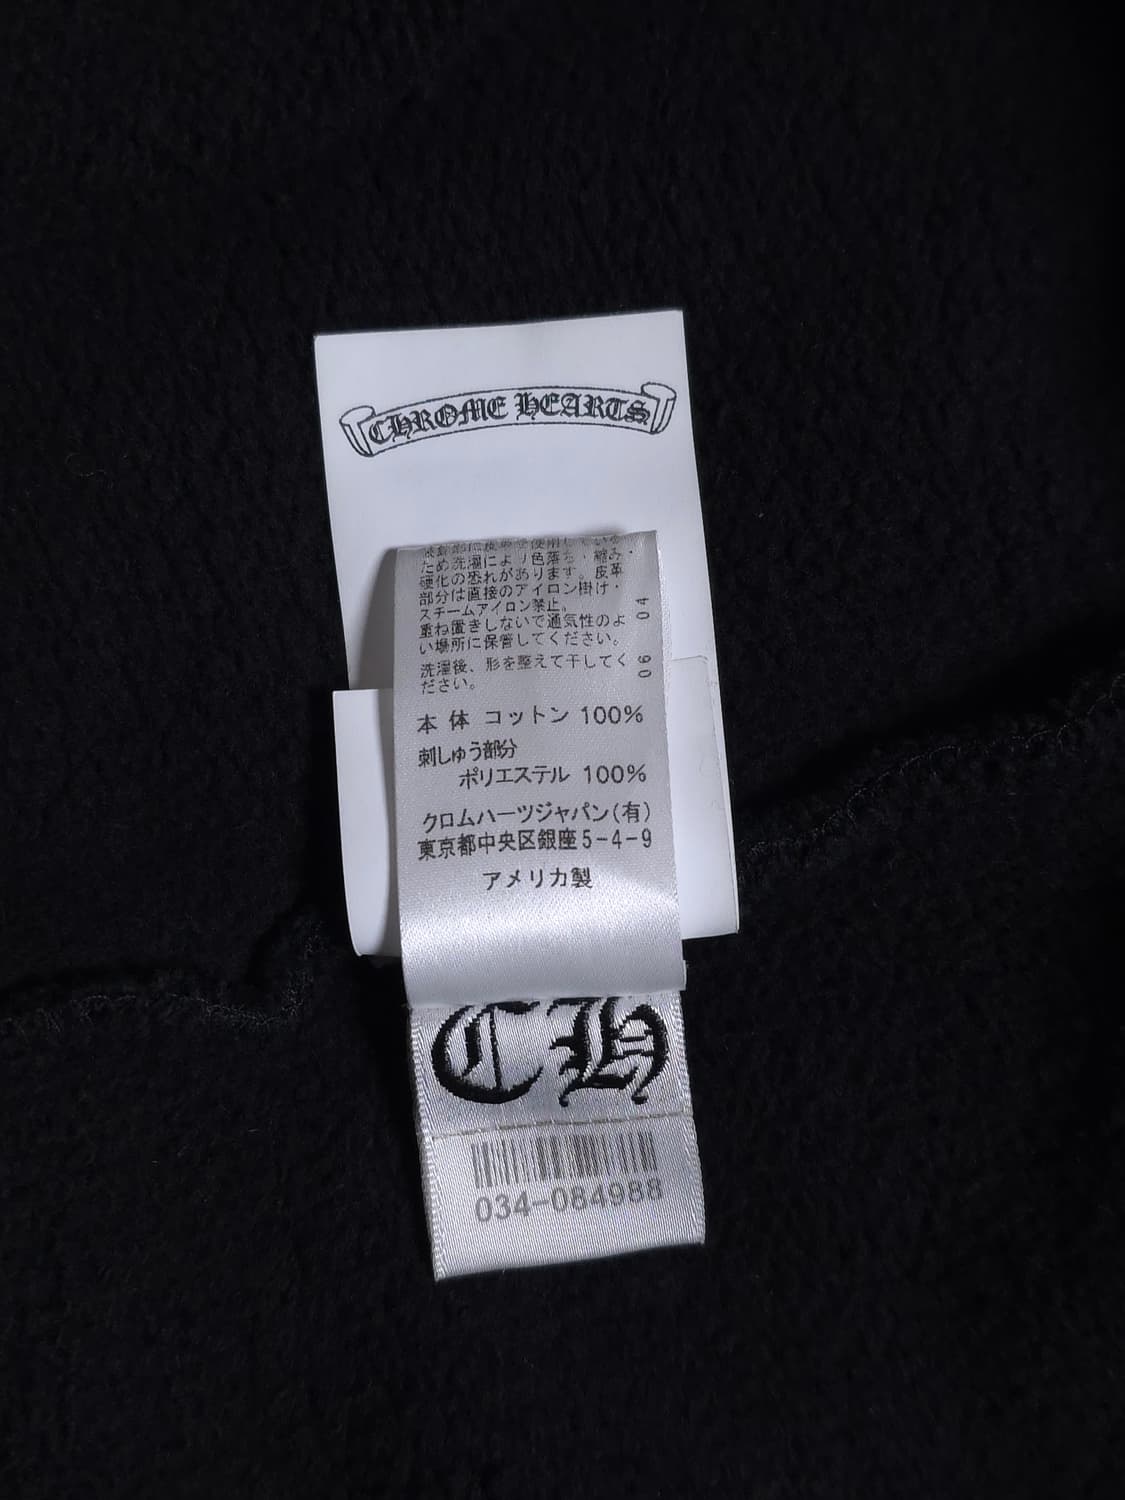 CHROME HEARTS
ため洗濯により色落ち・縮み・
硬化の恐れがあります。皮革
部分は直接のアイロン掛け・
スチームアイロン禁止。
重ね置きしないで通気性のよ
い場所に保管してください。
洗濯後、形を整えて干してく
ださい。
04
06
本体 コットン 100%
刺しゅう部分
ポリエステル 100%
クロムハーツジャパン(有)
東京都中央区銀座5-4-9
アメリカ製
CH
034-084988